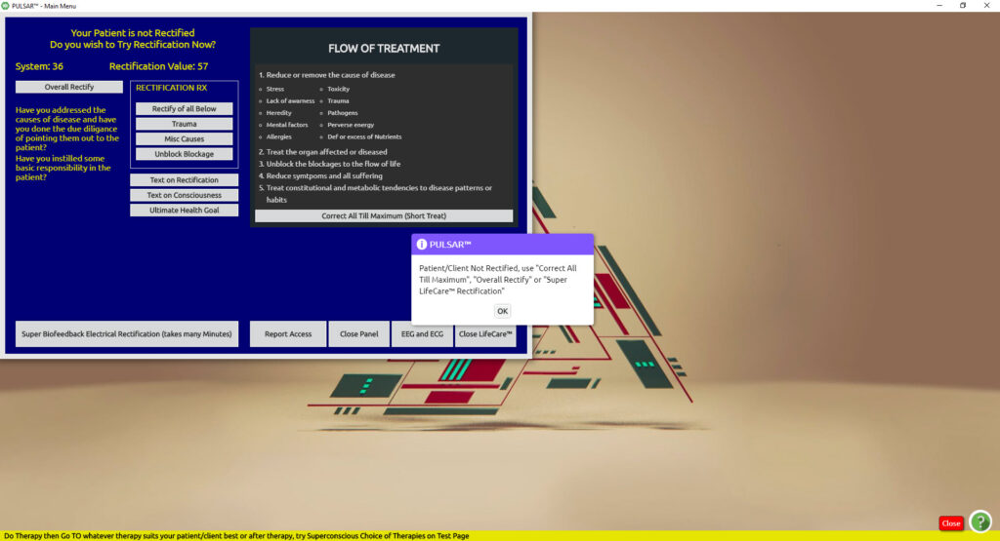 PULSAR™ - Main Menu
Your Patient is not Rectified
Do you wish to Try Rectification Now?
System: 36
Rectification Value: 57
Overall Rectify
Have you addressed the
causes of disease and have
you done the due diligance
of pointing them out to the
patient?
Have you instilled some
basic responsibility in the
patient?
RECTIFICATION RX
Rectify of all Below
Trauma
Misc Causes
Unblock Blockage
Text on Rectification
Text on Consciousness
Ultimate Health Goal
FLOW OF TREATMENT
1. Reduce or remove the cause of disease
Stress
Lack of awarness
Heredity
Mental factors
Allergies
Toxicity
Trauma
Pathogens
Perverse energy
Def or excess of Nutrients
2. Treat the organ affected or diseased
3. Unblock the blockages to the flow of life
4. Reduce symtpoms and all suffering
5. Treat constitutional and metabolic tendencies to disease patterns or
habits
Correct All Till Maximum (Short Treat)
PULSAR™
Patient/Client Not Rectified, use "Correct All
Till Maximum", "Overall Rectify" or "Super
LifeCare™ Rectification"
OK
Super Biofeedback Electrical Rectification (takes many Minutes)
Report Access
Close Panel
EEG and ECG
Close LifeCare™
Close
?
Do Therapy then Go TO whatever therapy suits your patient/client best or after therapy, try Superconscious Choice of Therapies on Test Page